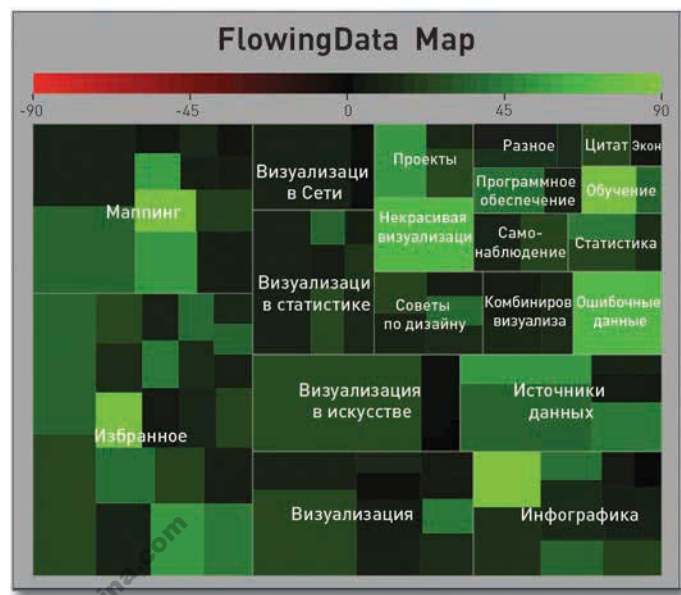 FlowingData Map
-90 -45 0 45 90
Маппинг
Избранное
Визуализаци
в Сети
Визуализаци
в статистике
Проекты
Некрасивая
визуализаци
Советы
по дизайну
Разное
Программное
обеспечение
Само-
наблюдение
Комбиниров
визуализа
Цитат
Экон
Обучение
Статистика
Ошибочные
данные
Визуализация
в искусстве
Источники
данных
Визуализация
Инфографика
ina.com